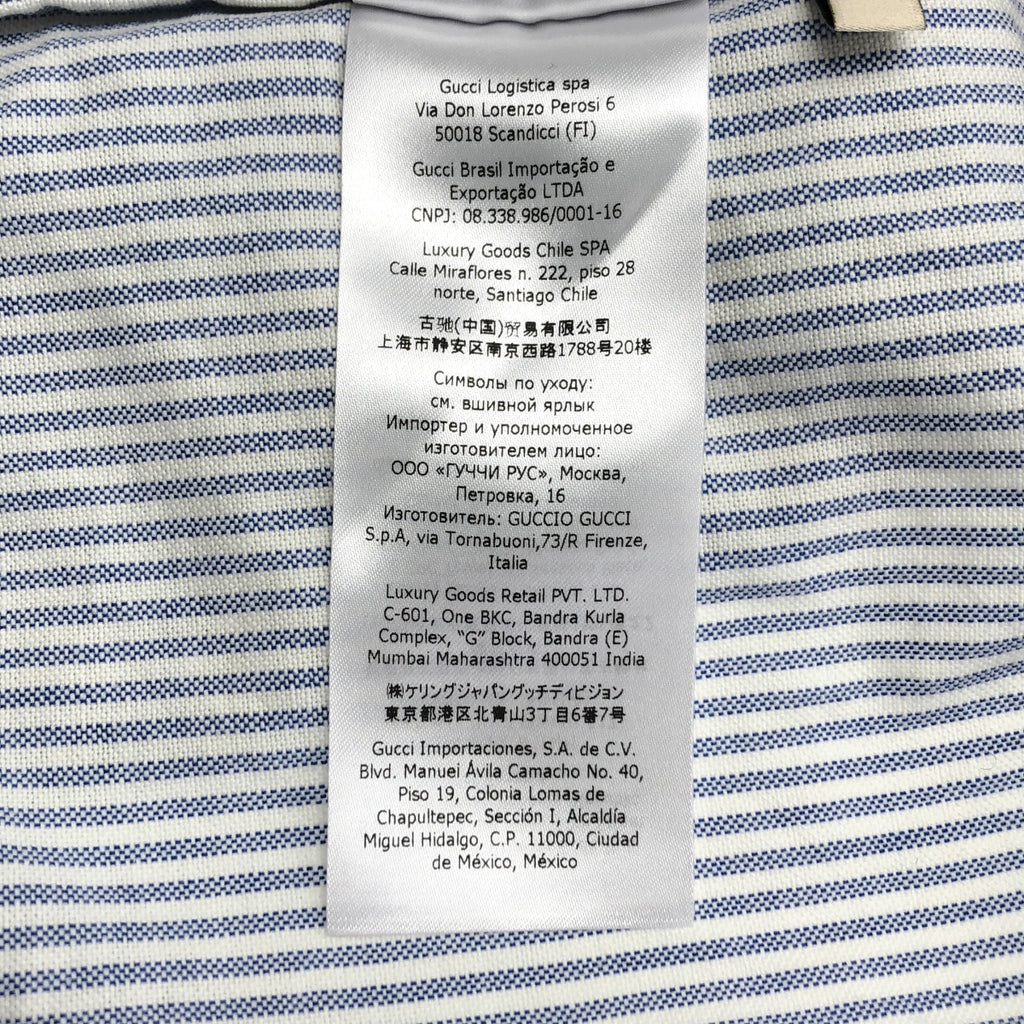 Gucci Logistica spa
Via Don Lorenzo Perosi 6
50018 Scandicci (FI)
Gucci Brasil Importação e
Exportação LTDA
CNPJ: 08.338.986/0001-16
Luxury Goods Chile SPA
Calle Miraflores n. 222, piso 28
norte, Santiago Chile
古驰(中国)贸易有限公司
上海市静安区南京西路1788号20楼
Символы по уходу:
см. вшивной ярлык
Импортер и уполномоченное
изготовителем лицо:
ООО «ГУЧЧИ РУС», Москва,
Петровка, 16
Изготовитель: GUCCIO GUCCI
S.p.A, via Tornabuoni,73/R Firenze,
Italia
Luxury Goods Retail PVT. LTD.
C-601, One BKC, Bandra Kurla
Complex, “G” Block, Bandra (E)
Mumbai Maharashtra 400051 India
㈱ケリングジャパングッチディビジョン
東京都港区北青山3丁目6番7号
Gucci Importaciones, S.A. de C.V.
Blvd. Manuei Ávila Camacho No. 40,
Piso 19, Colonia Lomas de
Chapultepec, Sección I, Alcaldía
Miguel Hidalgo, C.P. 11000, Ciudad
de México, México